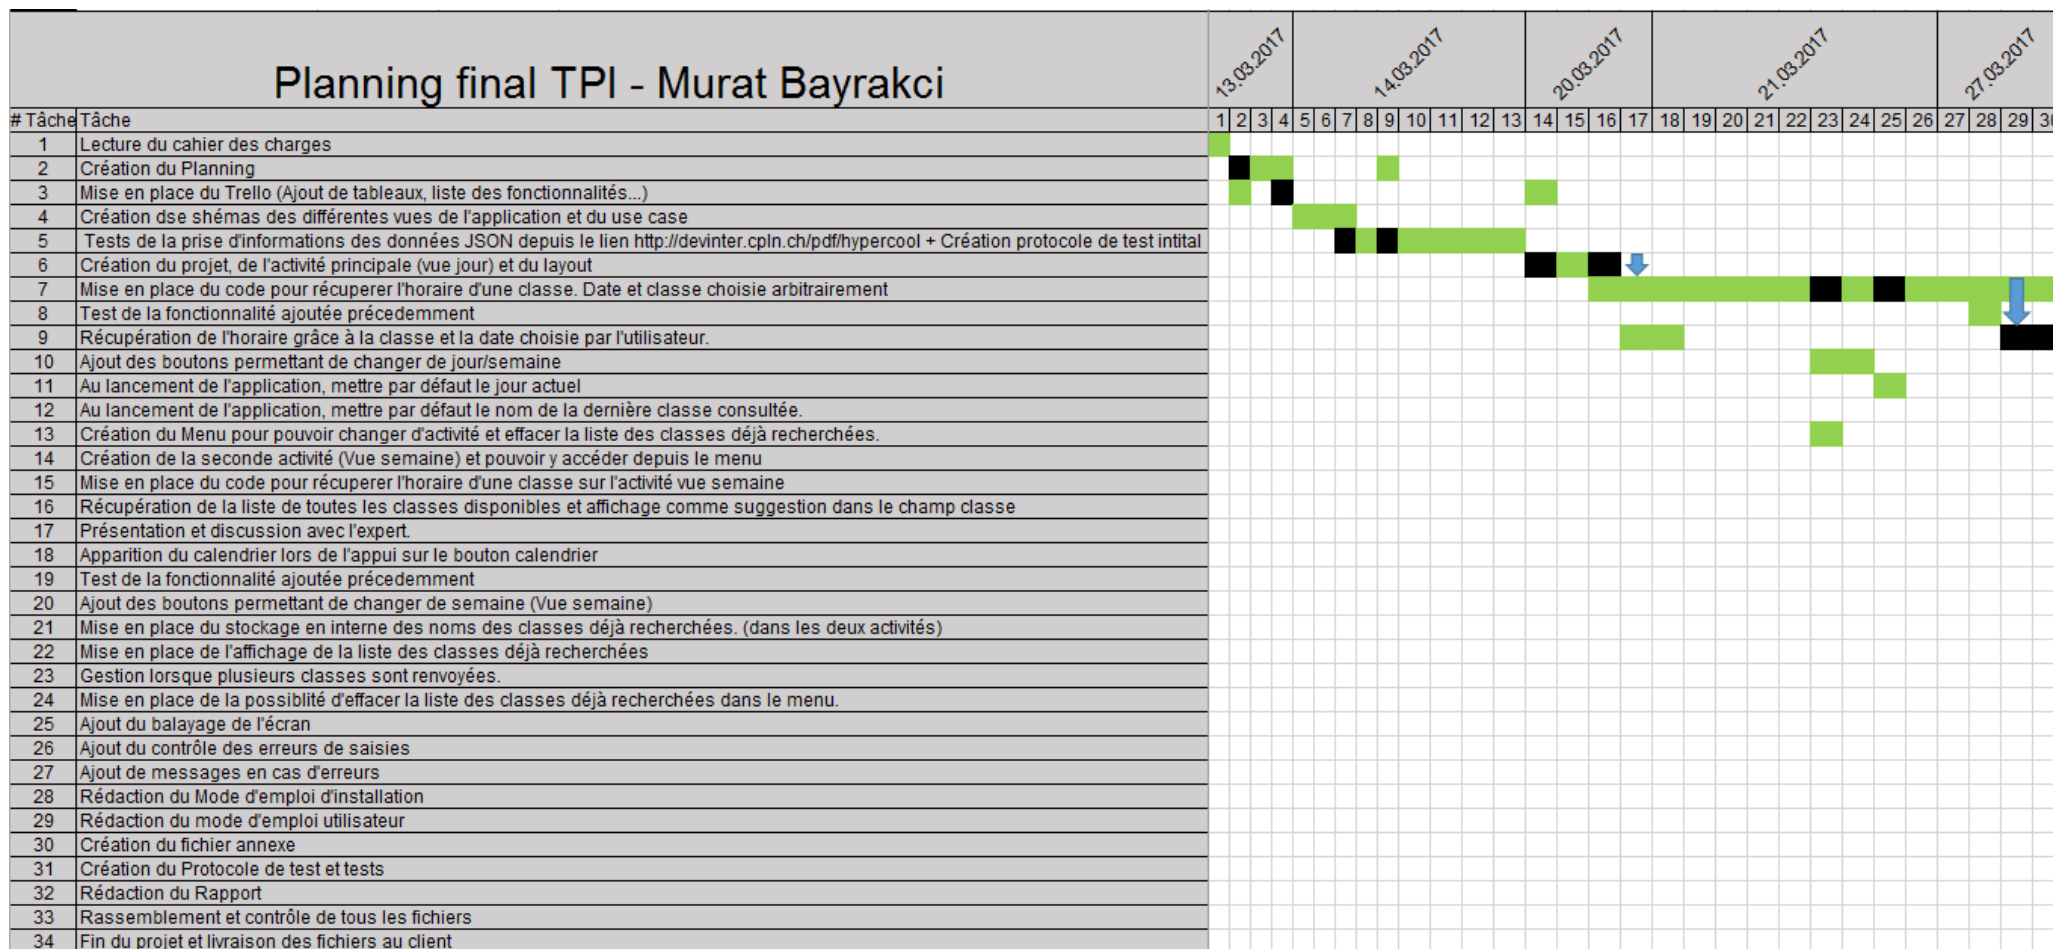 Planning final TPI - Murat Bayrakci
13.03.2017 14.03.2017 20.03.2017 21.03.2017 27.03.2017
# Tâche Tâche 1 2 3 4 5 6 7 8 9 10 11 12 13 14 15 16 17 18 19 20 21 22 23 24 25 26 27 28 29 30
1 Lecture du cahier des charges
2 Création du Planning
3 Mise en place du Trello (Ajout de tableaux, liste des fonctionnalités...)
4 Création dse shémas des différentes vues de l'application et du use case
5 Tests de la prise d'informations des données JSON depuis le lien http://devinter.cpln.ch/pdf/hypercool + Création protocole de test intital
6 Création du projet, de l'activité principale (vue jour) et du layout
7 Mise en place du code pour récuperer l'horaire d'une classe. Date et classe choisie arbitrairement
8 Test de la fonctionnalité ajoutée précedemment
9 Récupération de l'horaire grâce à la classe et la date choisie par l'utilisateur.
10 Ajout des boutons permettant de changer de jour/semaine
11 Au lancement de l'application, mettre par défaut le jour actuel
12 Au lancement de l'application, mettre par défaut le nom de la dernière classe consultée.
13 Création du Menu pour pouvoir changer d'activité et effacer la liste des classes déjà recherchées.
14 Création de la seconde activité (Vue semaine) et pouvoir y accéder depuis le menu
15 Mise en place du code pour récuperer l'horaire d'une classe sur l'activité vue semaine
16 Récupération de la liste de toutes les classes disponibles et affichage comme suggestion dans le champ classe
17 Présentation et discussion avec l'expert.
18 Apparition du calendrier lors de l'appui sur le bouton calendrier
19 Test de la fonctionnalité ajoutée précedemment
20 Ajout des boutons permettant de changer de semaine (Vue semaine)
21 Mise en place du stockage en interne des noms des classes déjà recherchées. (dans les deux activités)
22 Mise en place de l'affichage de la liste des classes déjà recherchées
23 Gestion lorsque plusieurs classes sont renvoyées.
24 Mise en place de la possiblité d'effacer la liste des classes déjà recherchées dans le menu.
25 Ajout du balayage de l'écran
26 Ajout du contrôle des erreurs de saisies
27 Ajout de messages en cas d'erreurs
28 Rédaction du Mode d'emploi d'installation
29 Rédaction du mode d'emploi utilisateur
30 Création du fichier annexe
31 Création du Protocole de test et tests
32 Rédaction du Rapport
33 Rassemblement et contrôle de tous les fichiers
34 Fin du projet et livraison des fichiers au client